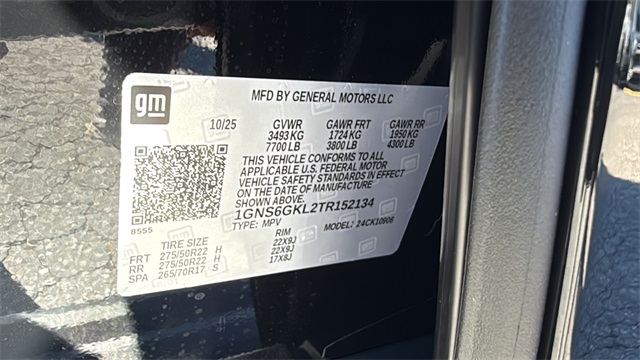 gm
MFD BY GENERAL MOTORS LLC
10/25 GVWR GAWR FRT GAWR RR
3493 KG 1724 KG 1950 KG
7700 LB 3800 LB 4300 LB
THIS VEHICLE CONFORMS TO ALL
APPLICABLE U.S. FEDERAL MOTOR
VEHICLE SAFETY STANDARDS IN EFFECT
ON THE DATE OF MANUFACTURE
SHOWN ABOVE.
1GNS6GKL2TR152134
8555 TYPE: MPV MODEL: 24CK10906
TIRE SIZE RIM
FRT 275/50R22 H 22X9J
RR 275/50R22 H 22X9J
SPA 265/70R17 S 17X8J